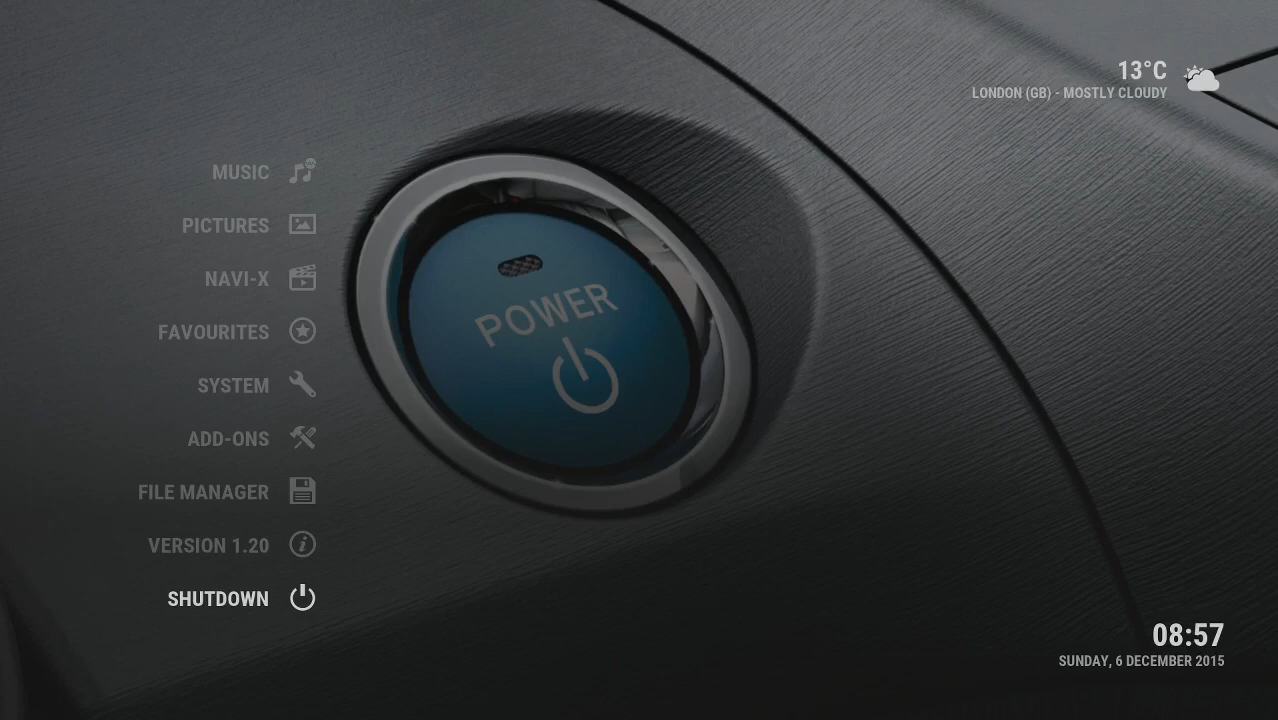 13°C
LONDON (GB) - MOSTLY CLOUDY
MUSIC
PICTURES
NAVI-X
FAVOURITES
SYSTEM
ADD-ONS
FILE MANAGER
VERSION 1.20
SHUTDOWN
POWER
08:57
SUNDAY, 6 DECEMBER 2015